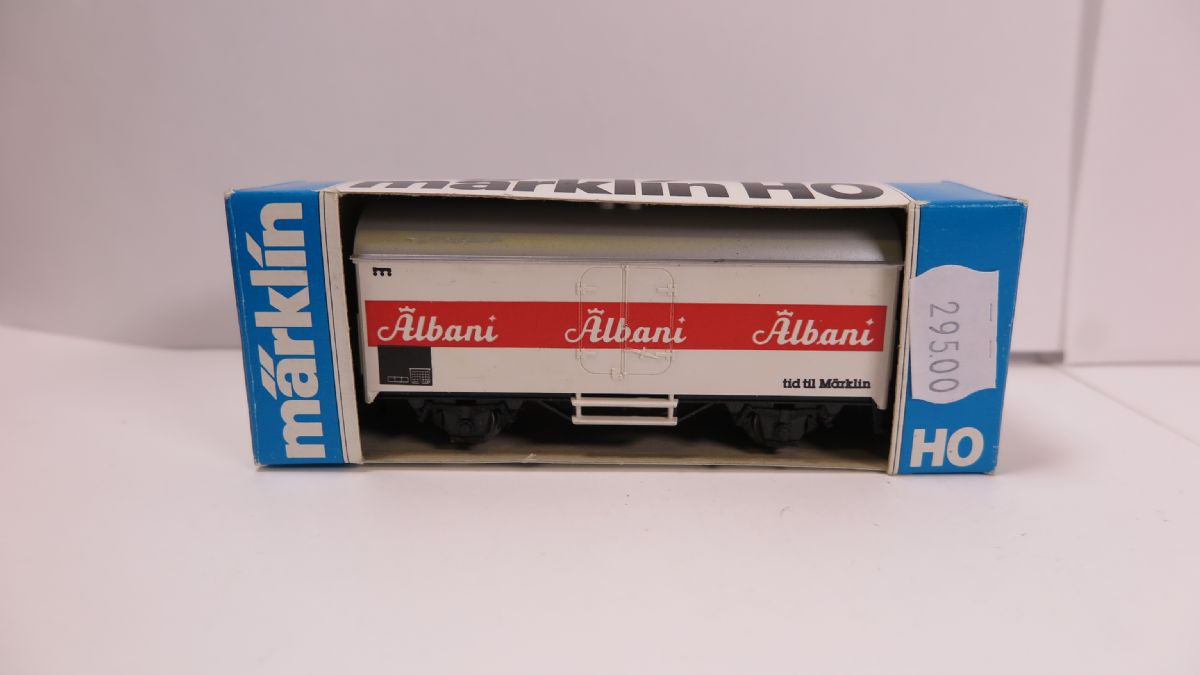 märklin HO
märklin
Albani Albani Albani
tid til Märklin
295.00
HO